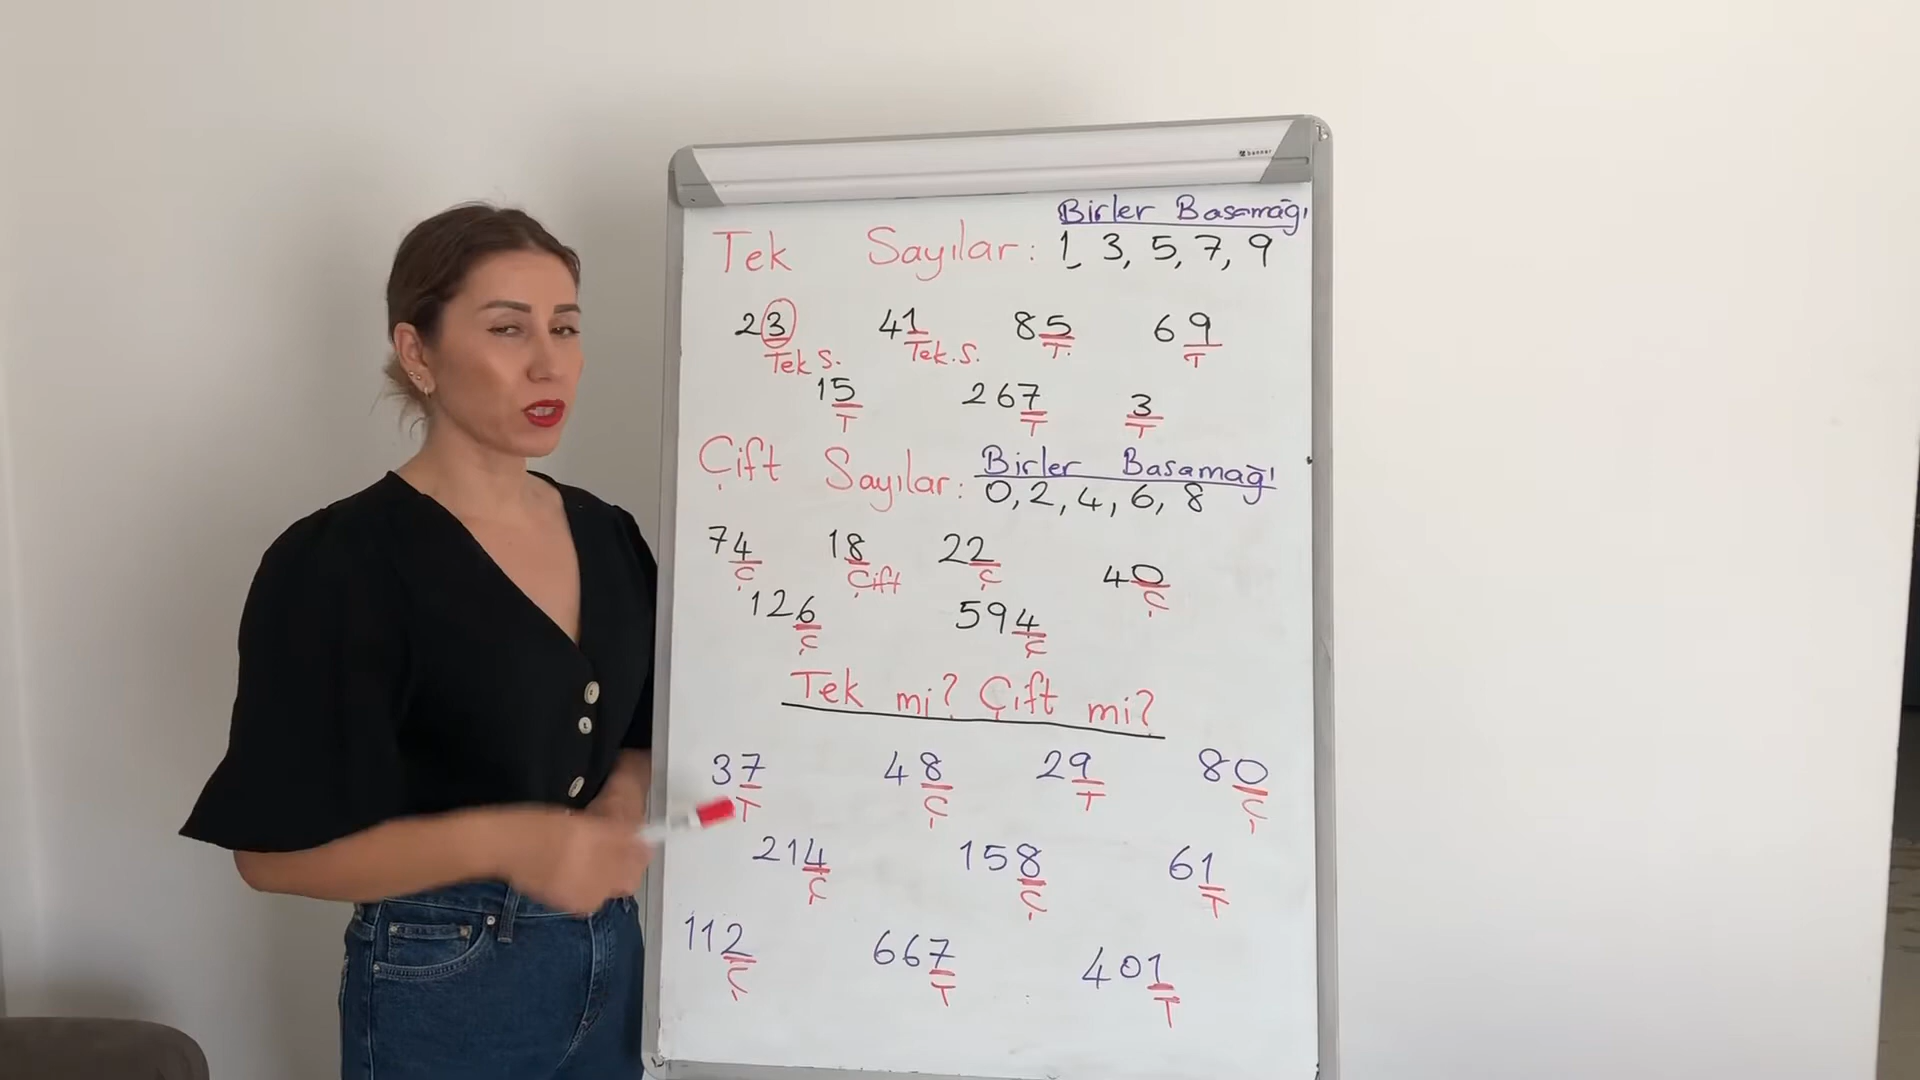 banner
Birler Basamağı
Tek Sayılar: 1, 3, 5, 7, 9
23 41 85 69
Tek S. Tek.S. T. T
15 267 3
T T T
Çift Sayılar: Birler Basamağı
0, 2, 4, 6, 8
74 18 22 40
Ç Çift Ç Ç
126 594
Ç Ç
Tek mi? Çift mi?
37 48 29 80
T Ç T Ç
214 158 61
Ç Ç T
112 667 401
Ç T T